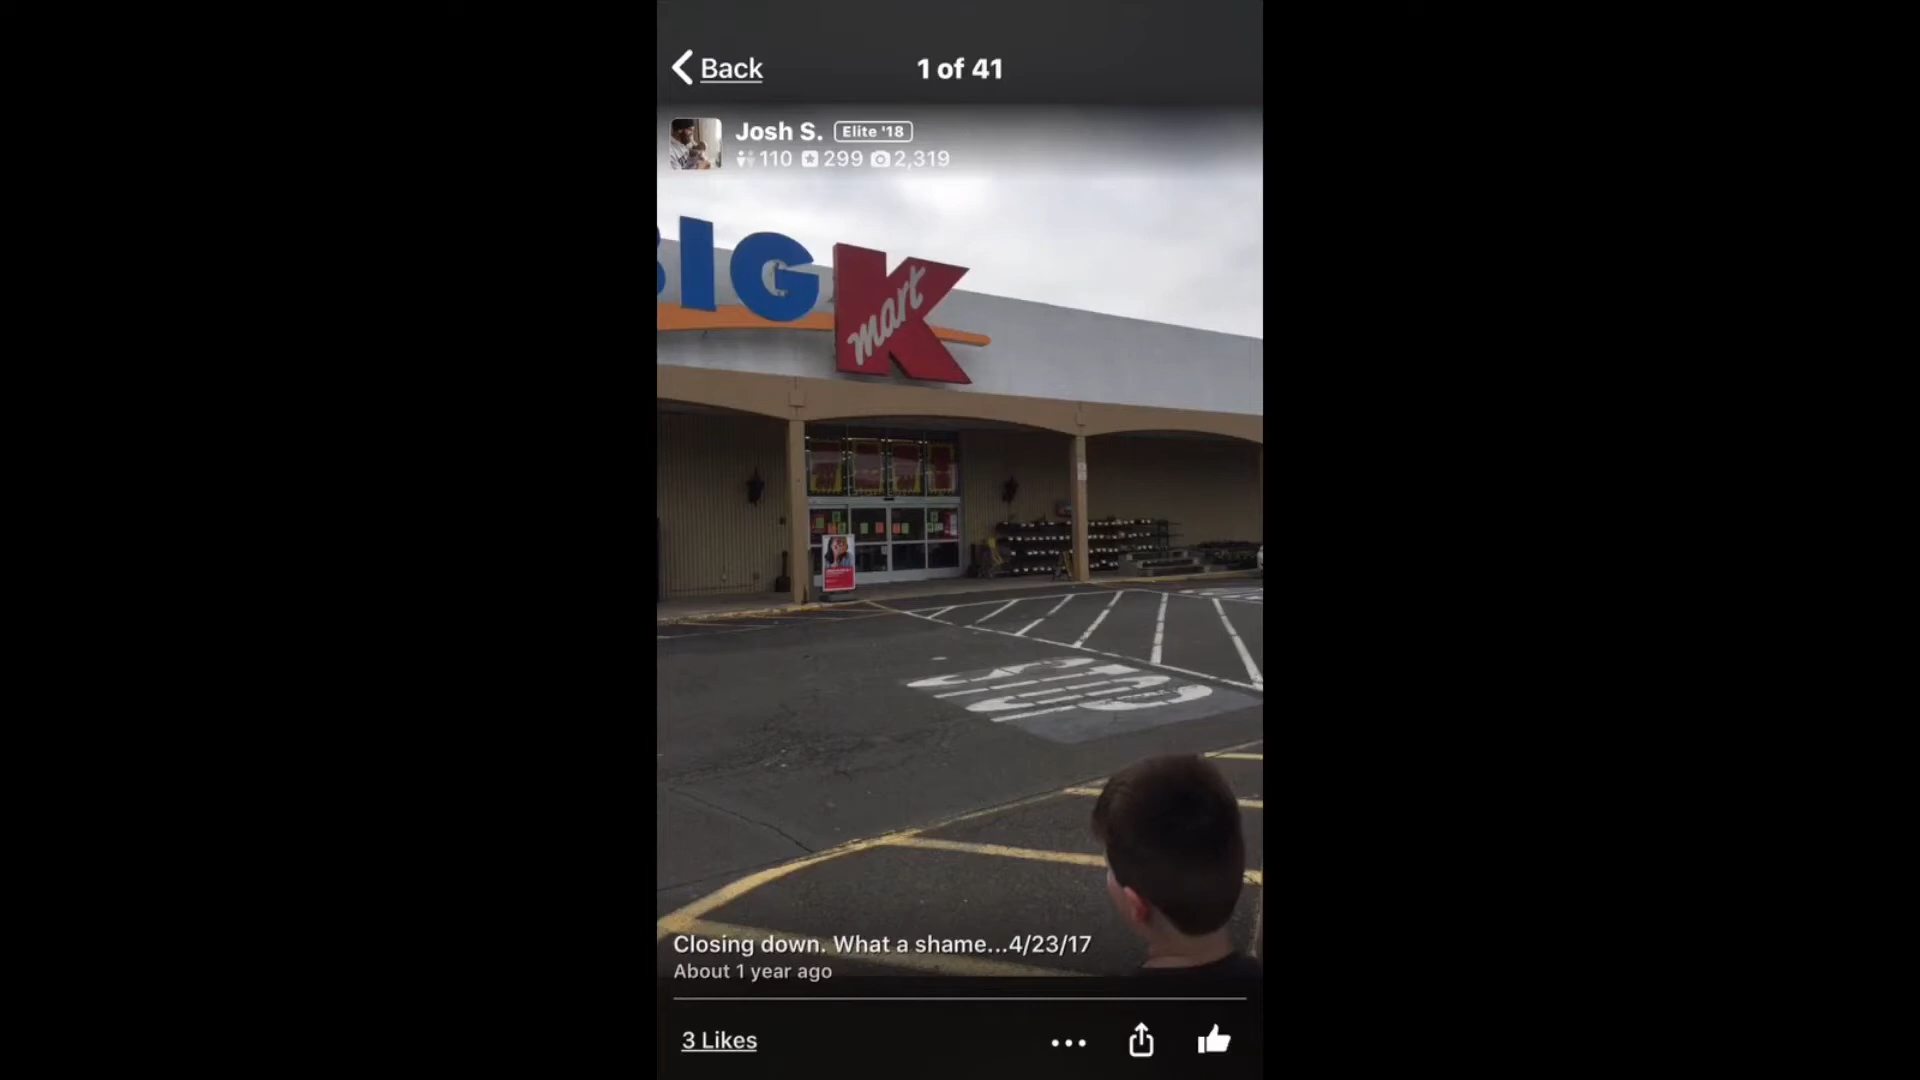 Back
1 of 41
Josh S. Elite '18
110 299 2,319
BIG
K
mart
Closing down. What a shame...4/23/17
About 1 year ago
3 Likes